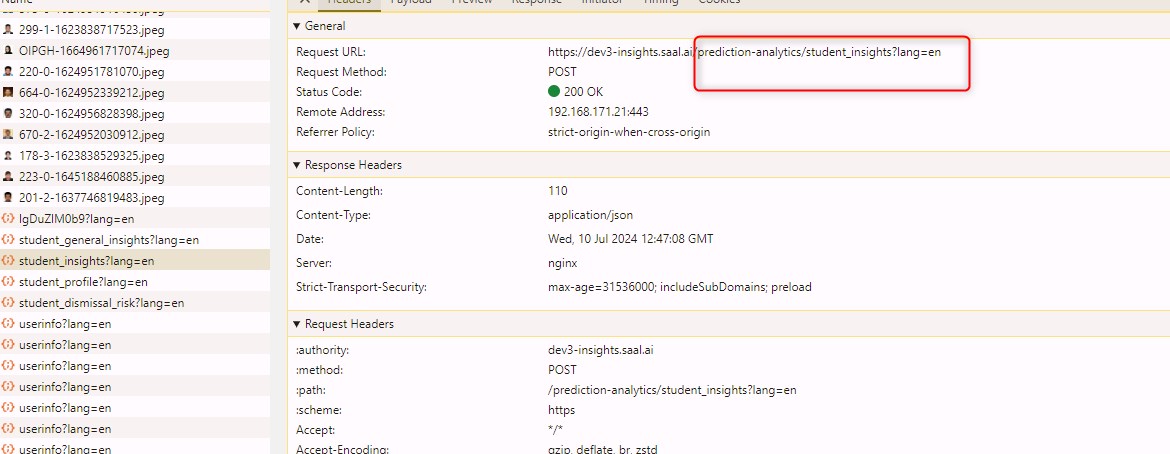 Name
299-1-1623838717523.jpeg
OIPGH-1664961717074.jpeg
220-0-1624951781070.jpeg
664-0-1624952339212.jpeg
320-0-1624956828398.jpeg
670-2-1624952030912.jpeg
178-3-1623838529325.jpeg
223-0-1645188460885.jpeg
201-2-1637746819483.jpeg
student_general_insights?lang=en
student_insights?lang=en
student_profile?lang=en
student_dismissal_risk?lang=en
userinfo?lang=en
userinfo?lang=en
userinfo?lang=en
userinfo?lang=en
userinfo?lang=en
userinfo?lang=en
userinfo?lang=en
Headers Payload Preview Response Initiator Timing Cookies
General
Request URL: https://dev3-insights.saal.ai/prediction-analytics/student_insights?lang=en
Request Method: POST
Status Code: 200 OK
Remote Address: 192.168.171.21:443
Referrer Policy: strict-origin-when-cross-origin
Response Headers
Content-Length: 110
Content-Type: application/json
Date: Wed, 10 Jul 2024 12:47:08 GMT
Server: nginx
Strict-Transport-Security: max-age=31536000; includeSubDomains; preload
Request Headers
:authority: dev3-insights.saal.ai
:method: POST
:path: /prediction-analytics/student_insights?lang=en
:scheme: https
Accept: */*
Accept-Encoding: gzip, deflate, br, zstd